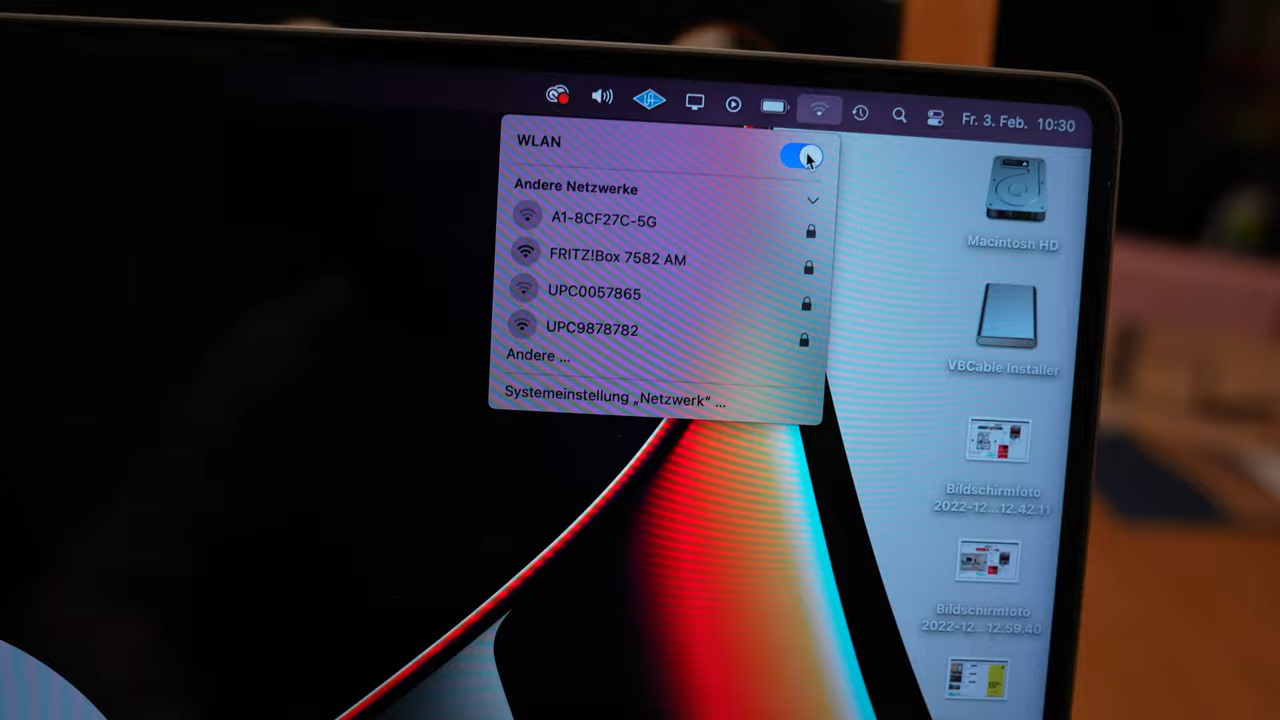 Fr. 3. Feb. 10:30
WLAN
Andere Netzwerke
A1-8CF27C-5G
FRITZ!Box 7582 AM
UPC0057865
UPC9878782
Andere ...
Systemeinstellung „Netzwerk“ ...
Macintosh HD
VBCable Installer
Bildschirmfoto
2022-12...12.42.11
Bildschirmfoto
2022-12...12.59.40